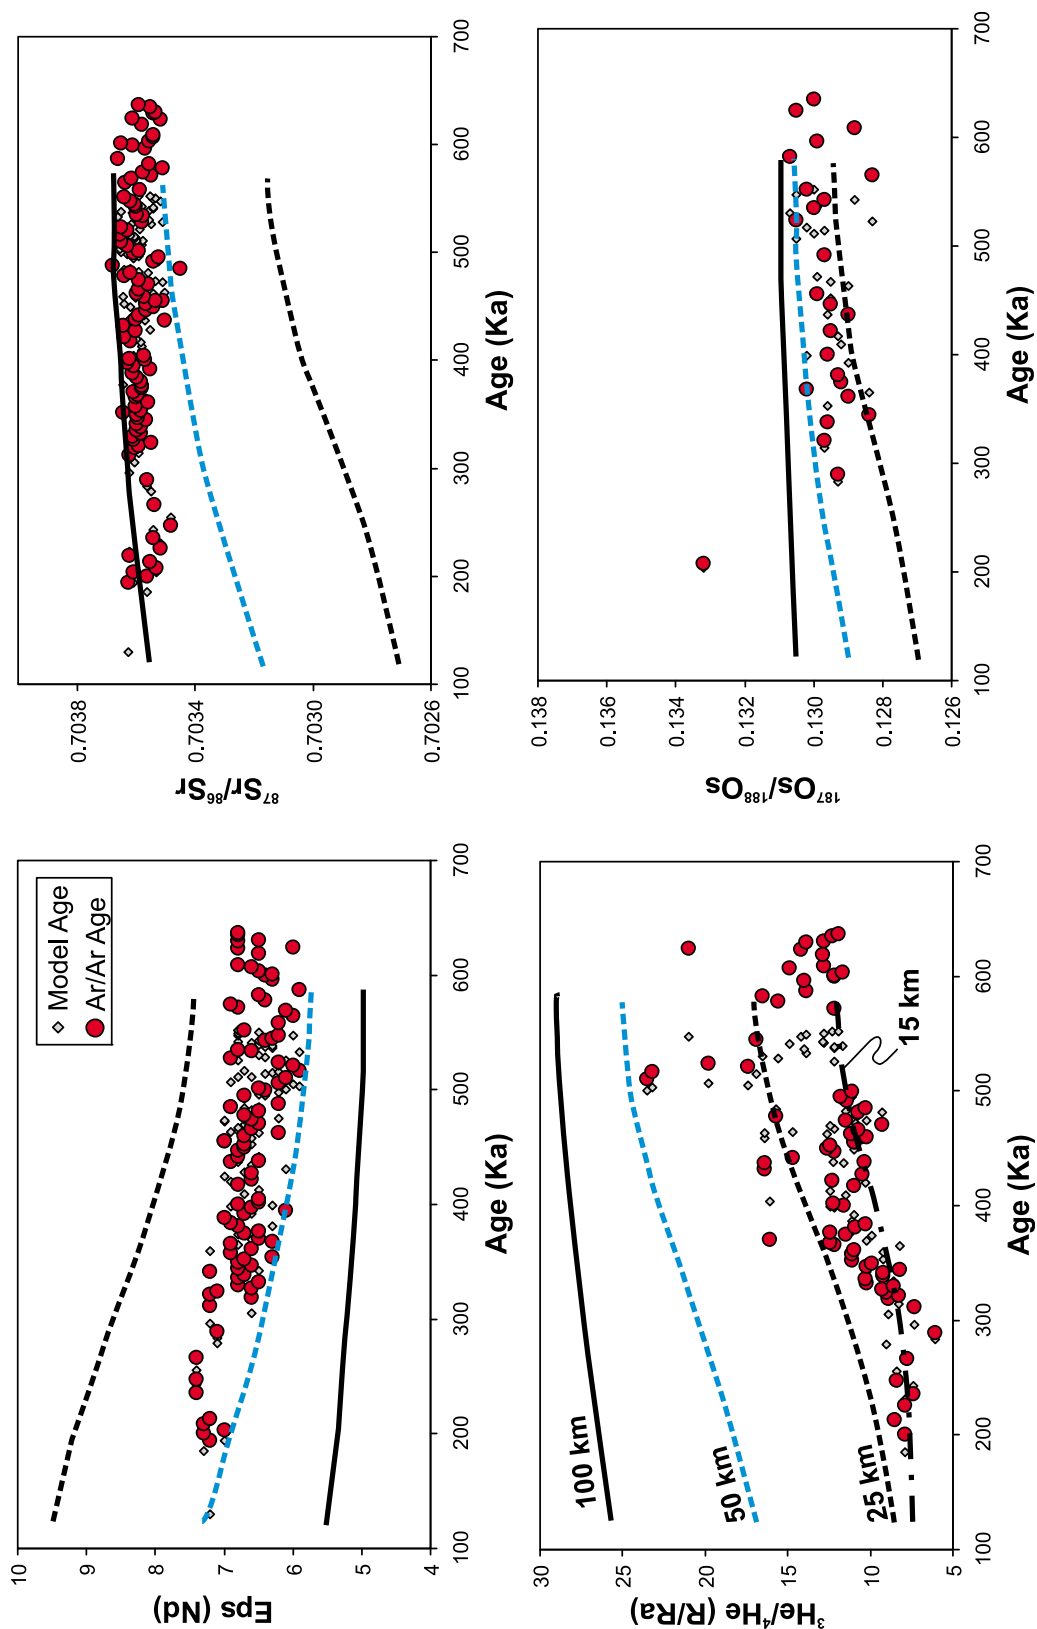 Eps (Nd)
10
9
8
7
6
5
4
Model Age
Ar/Ar Age
100 200 300 400 500 600 700
Age (Ka)
⁸⁷Sr/⁸⁶Sr
0.7038
0.7034
0.7030
0.7026
100 200 300 400 500 600 700
Age (Ka)
³He/⁴He (R/Ra)
30
25
20
15
10
5
100 km
50 km
25 km
15 km
100 200 300 400 500 600 700
Age (Ka)
¹⁸⁷Os/¹⁸⁸Os
0.138
0.136
0.133
0.132
0.130
0.128
0.126
100 200 300 400 500 600 700
Age (Ka)